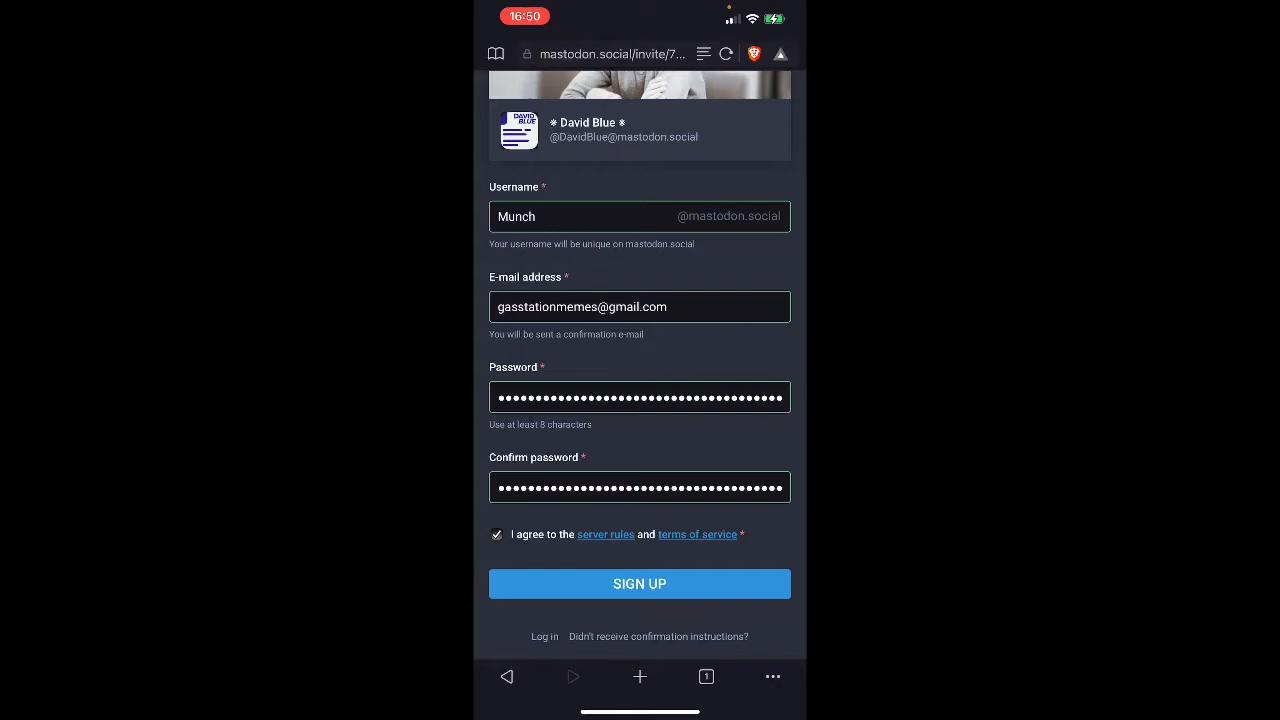 16:50
mastodon.social/invite/7...
DAVID
BLUE
⁕ David Blue ⁕
@DavidBlue@mastodon.social
Username *
Munch @mastodon.social
Your username will be unique on mastodon.social
E-mail address *
gasstationmemes@gmail.com
You will be sent a confirmation e-mail
Password *
Use at least 8 characters
Confirm password *
I agree to the server rules and terms of service *
SIGN UP
Log in Didn't receive confirmation instructions?
1